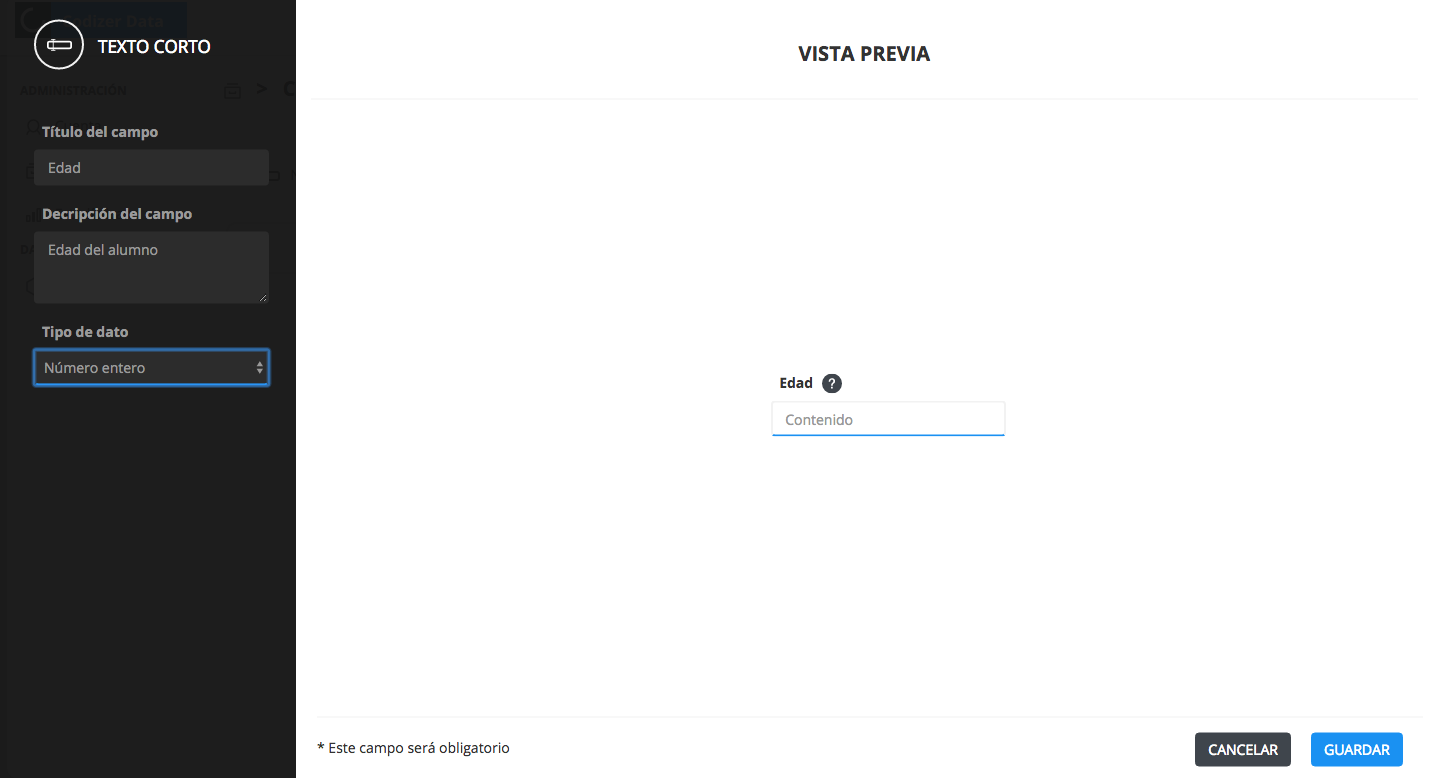 TEXTO CORTO
ADMINISTRACIÓN
>
Título del campo
Edad
Decripción del campo
Edad del alumno
Tipo de dato
Número entero
VISTA PREVIA
Edad ?
Contenido
* Este campo será obligatorio
CANCELAR
GUARDAR